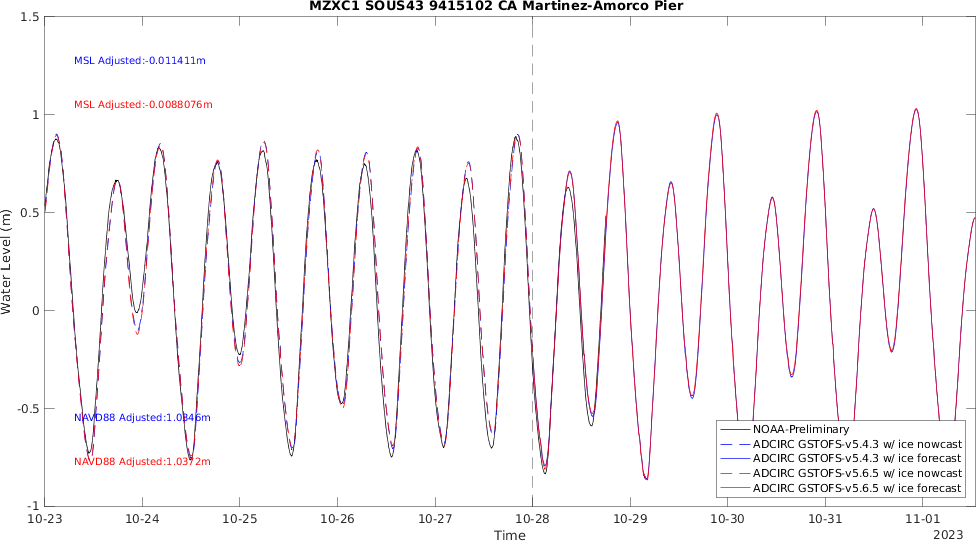 MZXC1 SOUS43 9415102 CA Martinez-Amorco Pier
1.5
MSL Adjusted:-0.011411m
MSL Adjusted:-0.0088076m
1
0.5
Water Level (m)
0
-0.5
NAVD88 Adjusted:1.0346m
NOAA-Preliminary
ADCIRC GSTOFS-v5.4.3 w/ ice nowcast
NAVD88 Adjusted:1.0372m
ADCIRC GSTOFS-v5.4.3 w/ ice forecast
ADCIRC GSTOFS-v5.6.5 w/ ice nowcast
ADCIRC GSTOFS-v5.6.5 w/ ice forecast
-1
10-23 10-24 10-25 10-26 10-27 10-28 10-29 10-30 10-31 11-01
Time
2023